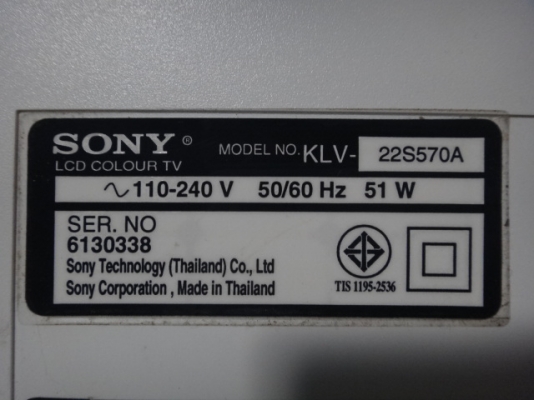 SONY ® MODEL NO. KLV- 22S570A
LCD COLOUR TV
∿ 110-240 V 50/60 Hz 51 W
SER. NO
6130338
Sony Technology (Thailand) Co., Ltd
Sony Corporation , Made in Thailand
TIS 1195-2536